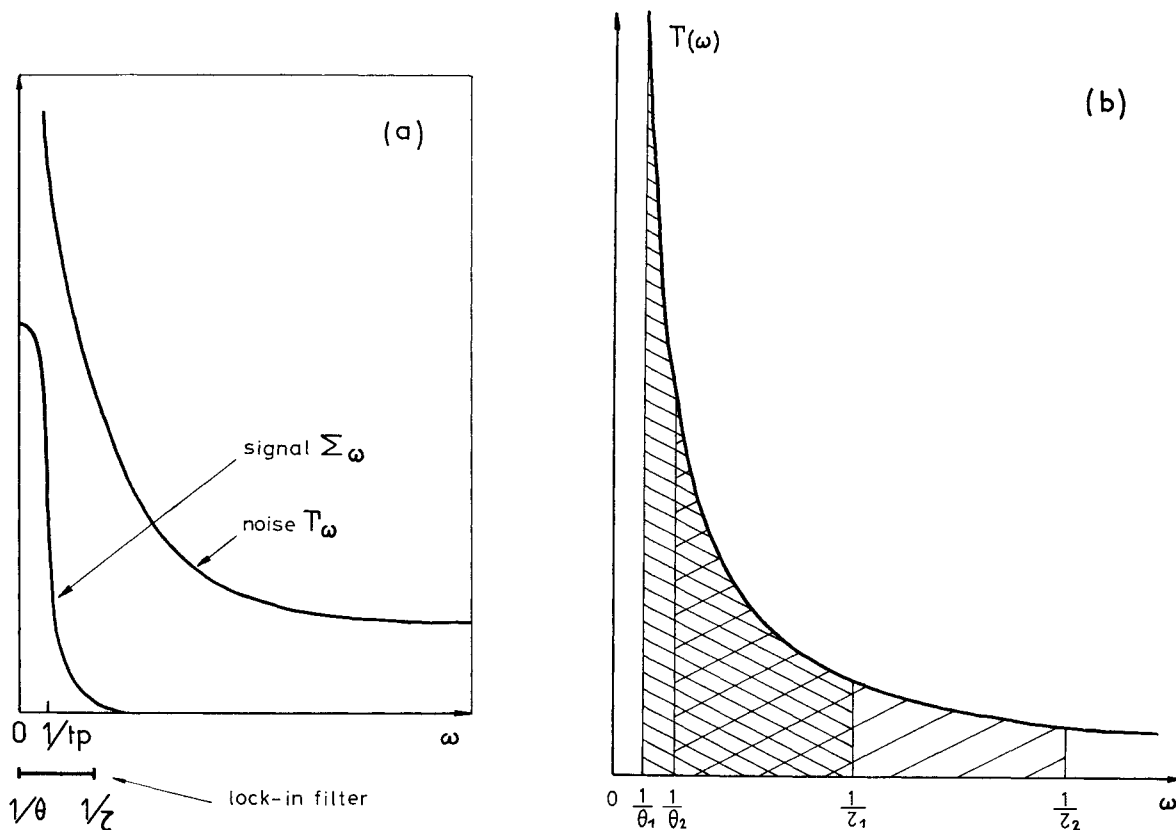 (a)
signal Σω
noise Tω
0 1/tp ω
1/θ 1/τ lock-in filter
T(ω)
(b)
0 1/θ1 1/θ2 1/τ1 1/τ2 ω